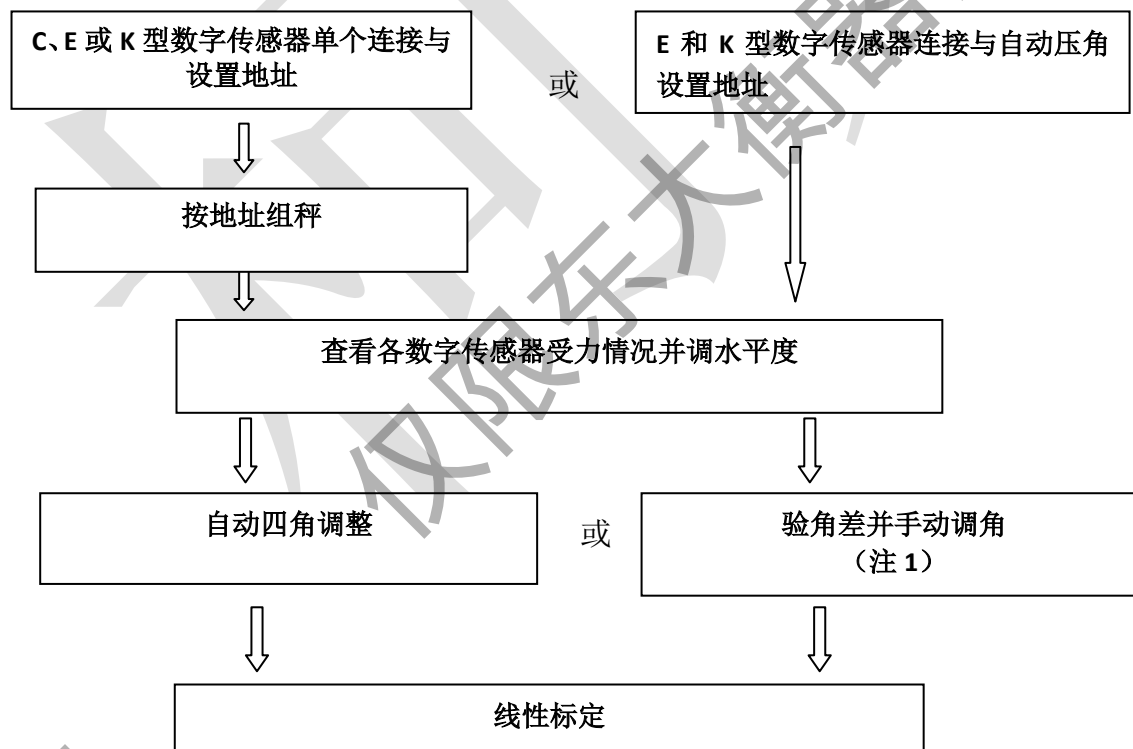 C、E 或 K 型数字传感器单个连接与
设置地址
或
E 和 K 型数字传感器连接与自动压角
设置地址
按地址组秤
查看各数字传感器受力情况并调水平度
自动四角调整
或
验角差并手动调角
（注 1）
线性标定
仅限东大衡器